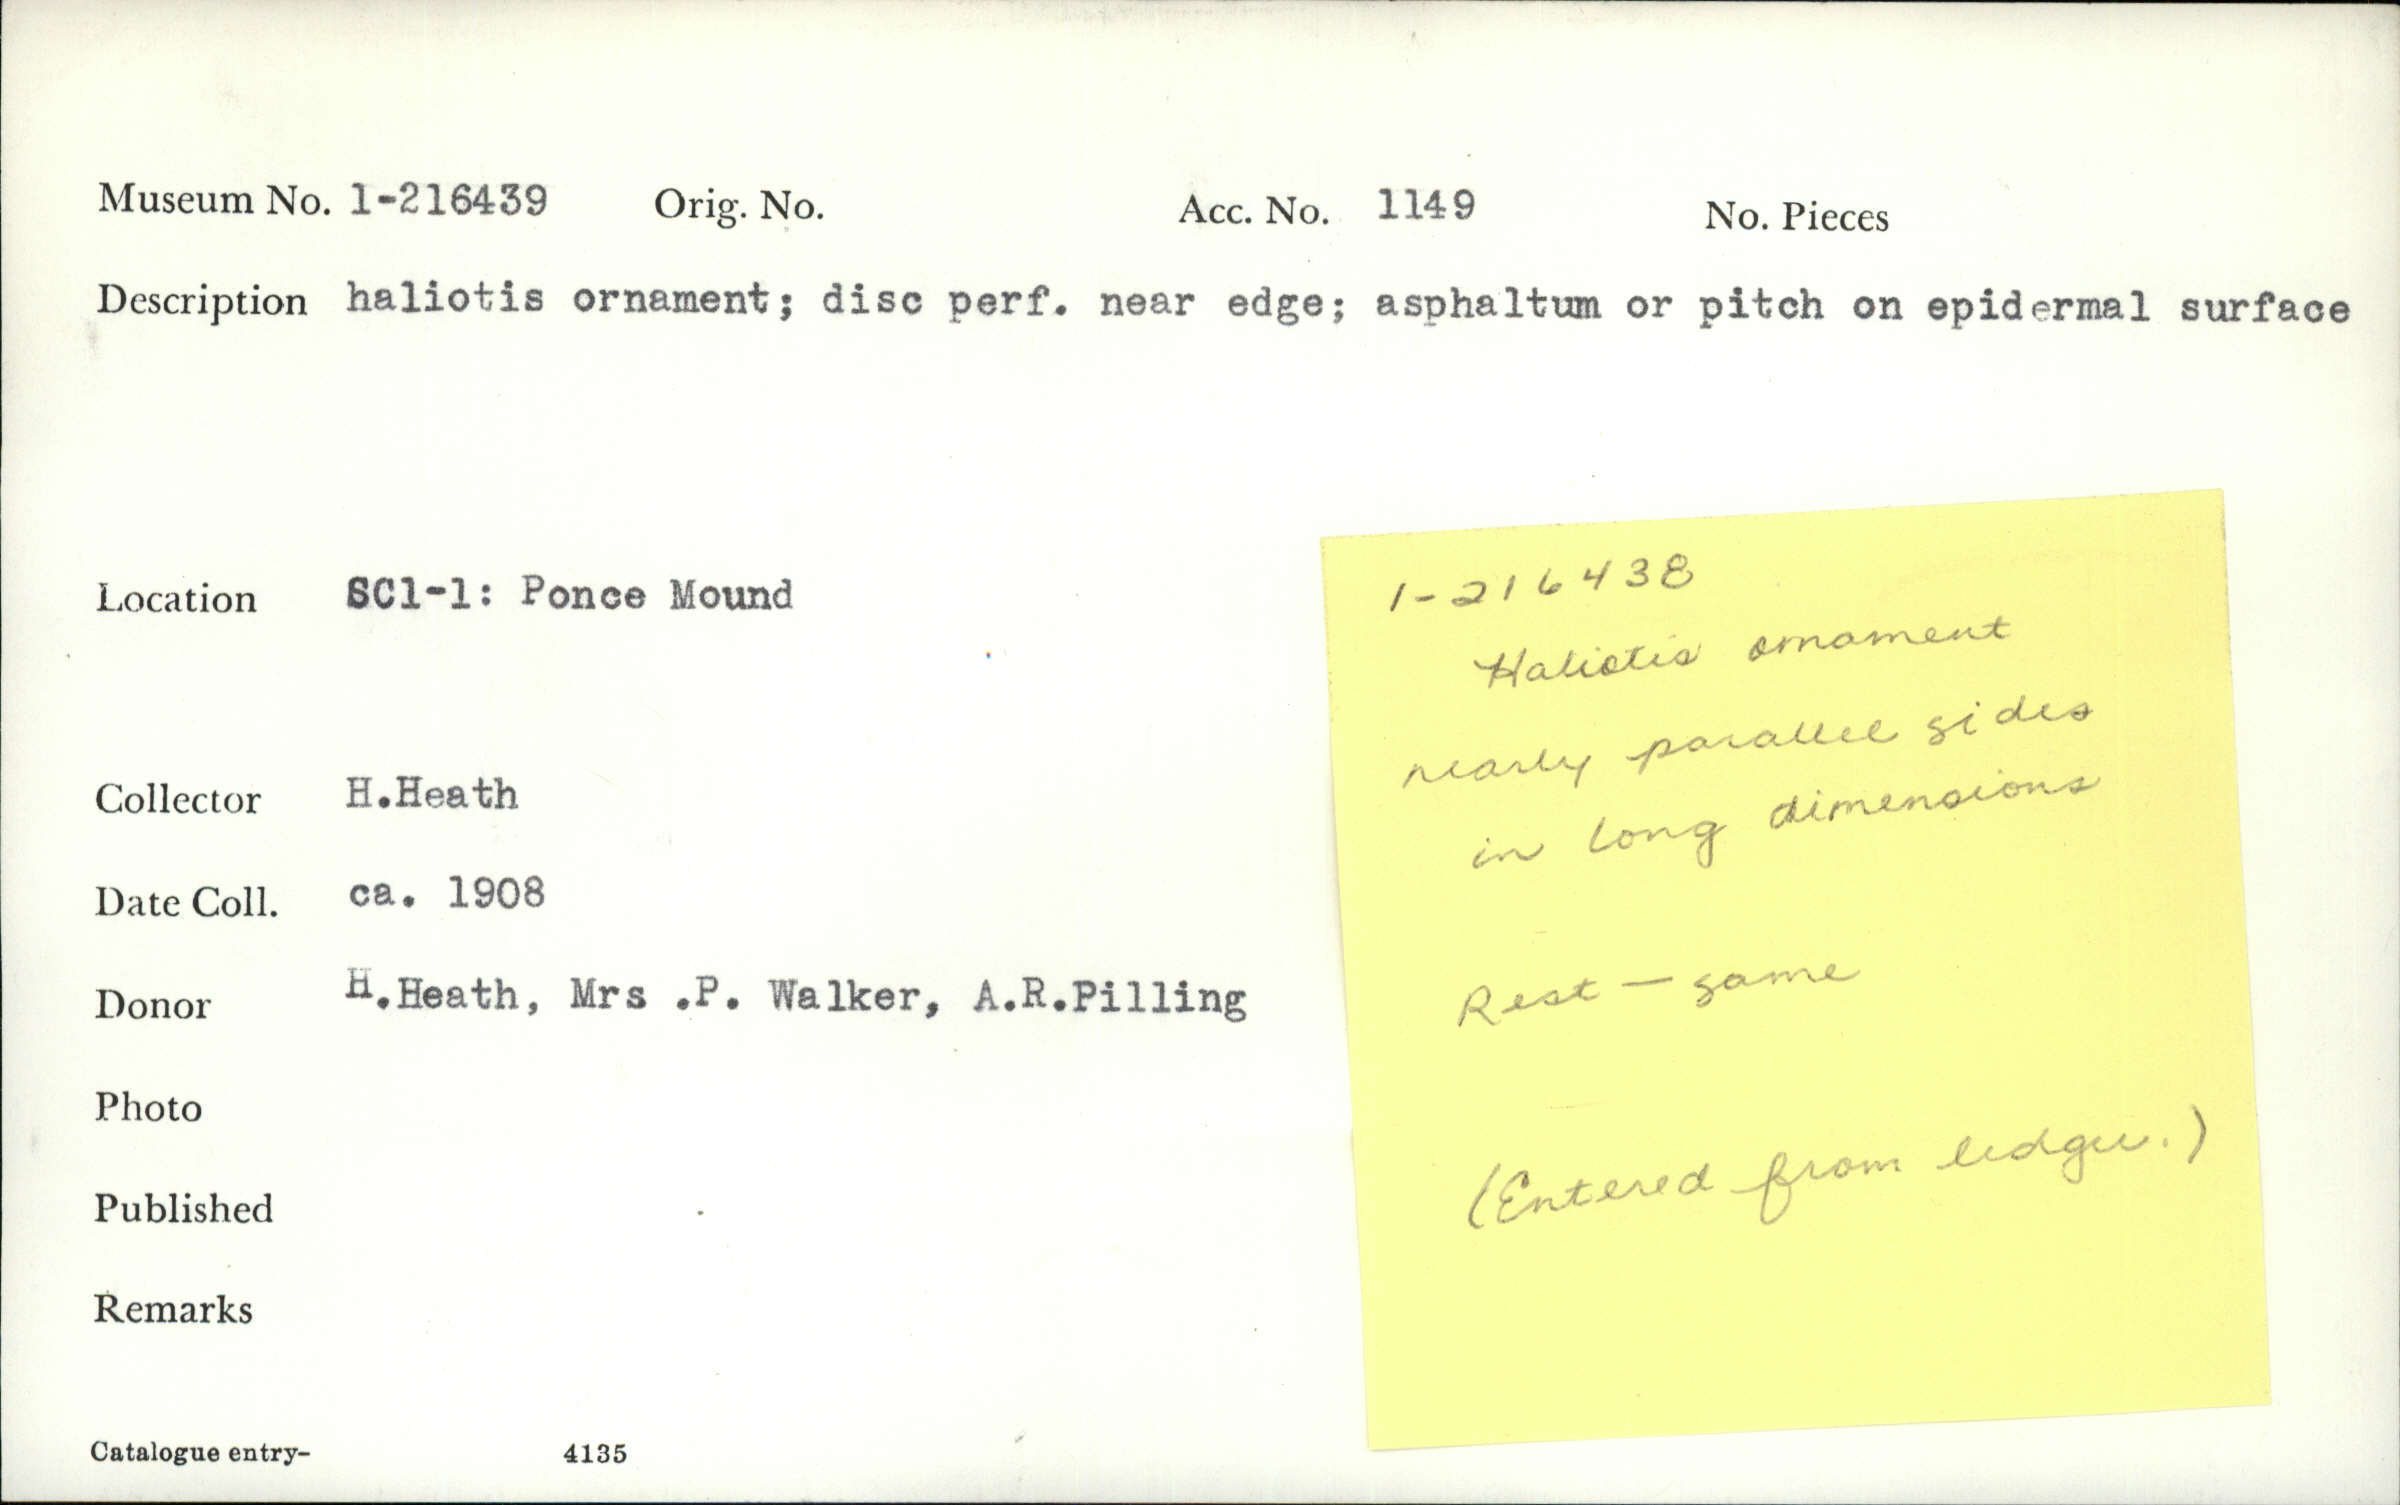 Museum No. 1-216439 Orig. No. Acc. No. 1149 No. Pieces
Description haliotis ornament; disc perf. near edge; asphaltum or pitch on epidermal surface
Location SCl-1: Ponce Mound
Collector H.Heath
Date Coll. ca. 1908
Donor H.Heath, Mrs .P. Walker, A.R.Pilling
Photo
Published
Remarks
Catalogue entry- 4135
1-216438
Haliotis ornament
nearly parallel sides
in long dimensions
Rest — same
(Entered from ledger.)